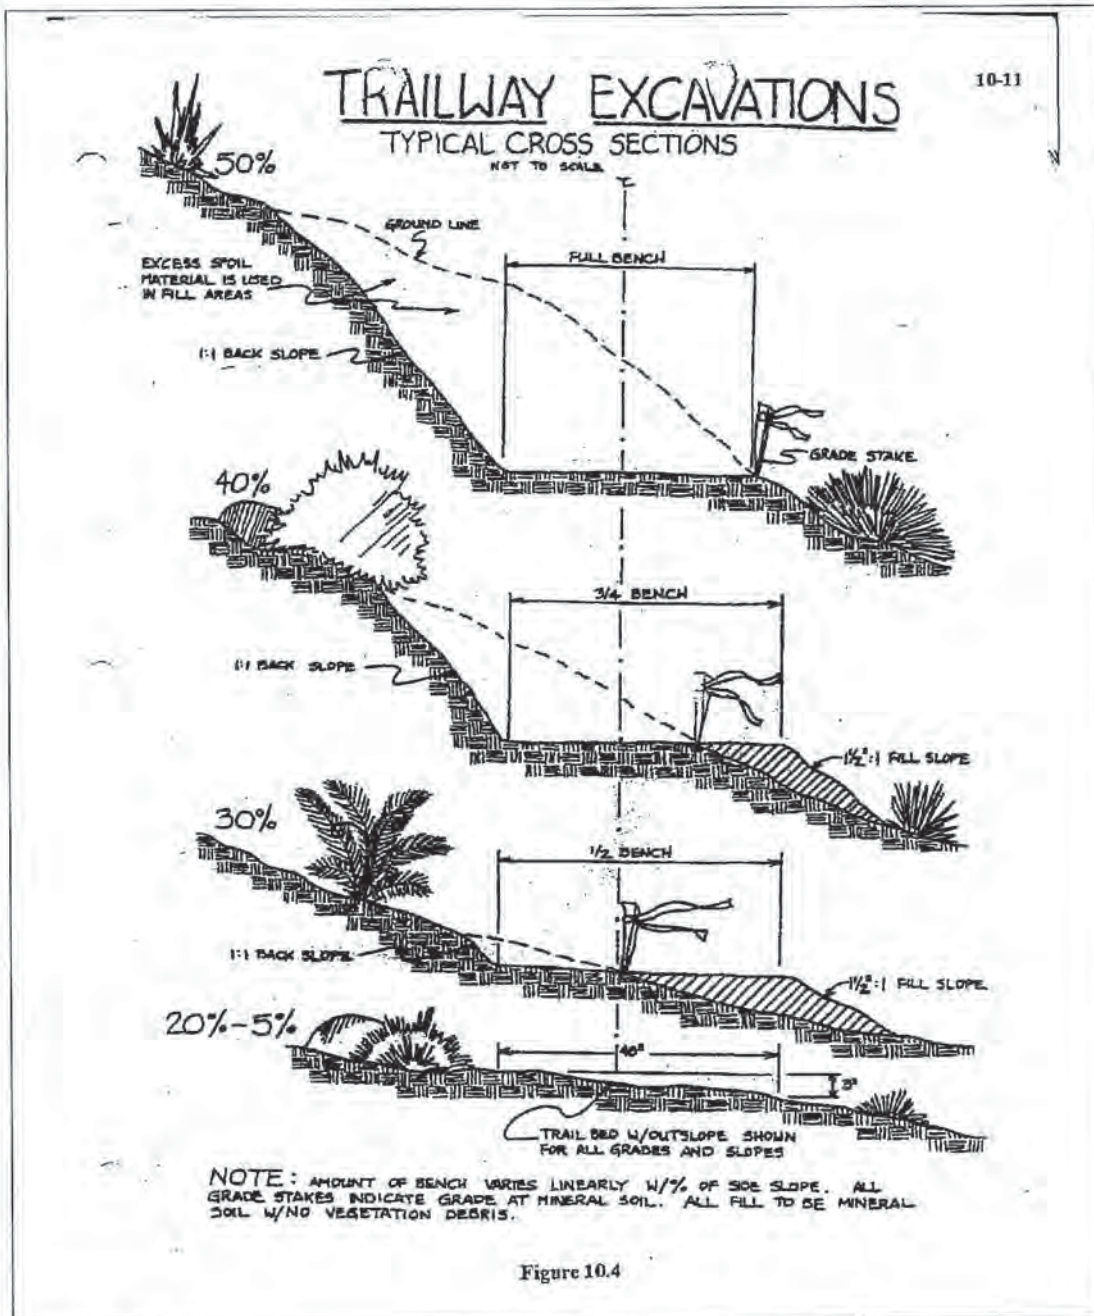 10-11
TRAILWAY EXCAVATIONS
TYPICAL CROSS SECTIONS
NOT TO SCALE
50%
GROUND LINE
FULL BENCH
EXCESS SPOIL
MATERIAL IS USED
IN FILL AREAS
1:1 BACK SLOPE
GRADE STAKE
40%
3/4 BENCH
1:1 BACK SLOPE
1½":1 FILL SLOPE
30%
1/2 BENCH
1:1 BACK SLOPE
1½":1 FILL SLOPE
20%-5%
3"
TRAIL BED W/OUTSLOPE SHOWN
FOR ALL GRADES AND SLOPES
NOTE: AMOUNT OF BENCH VARIES LINEARLY W/% OF SIDE SLOPE. ALL
GRADE STAKES INDICATE GRADE AT MINERAL SOIL. ALL FILL TO BE MINERAL
SOIL W/NO VEGETATION DEBRIS.
Figure 10.4